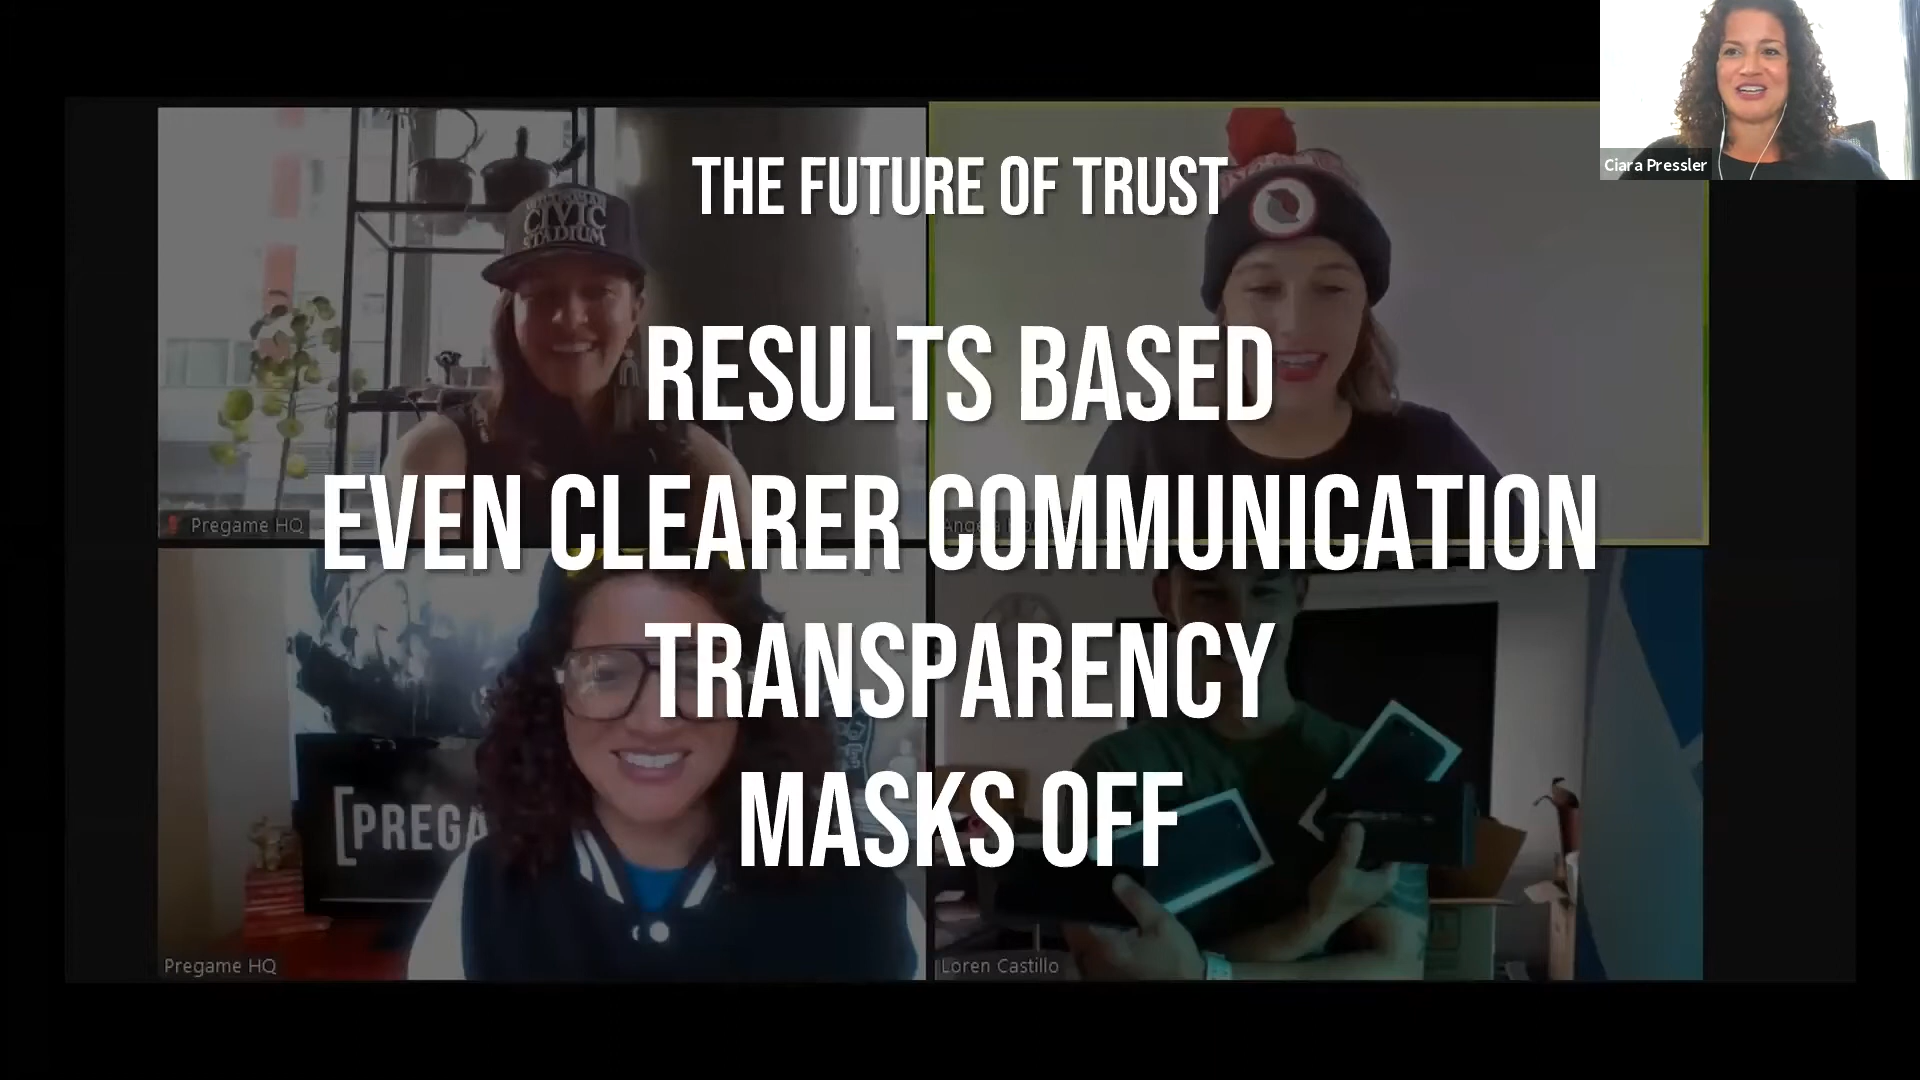 Ciara Pressler
THE FUTURE OF TRUST
CIVIC
STADIUM
RESULTS BASED
EVEN CLEARER COMMUNICATION
Pregame HQ
TRANSPARENCY
MASKS OFF
[PREGA
Pregame HQ
Loren Castillo